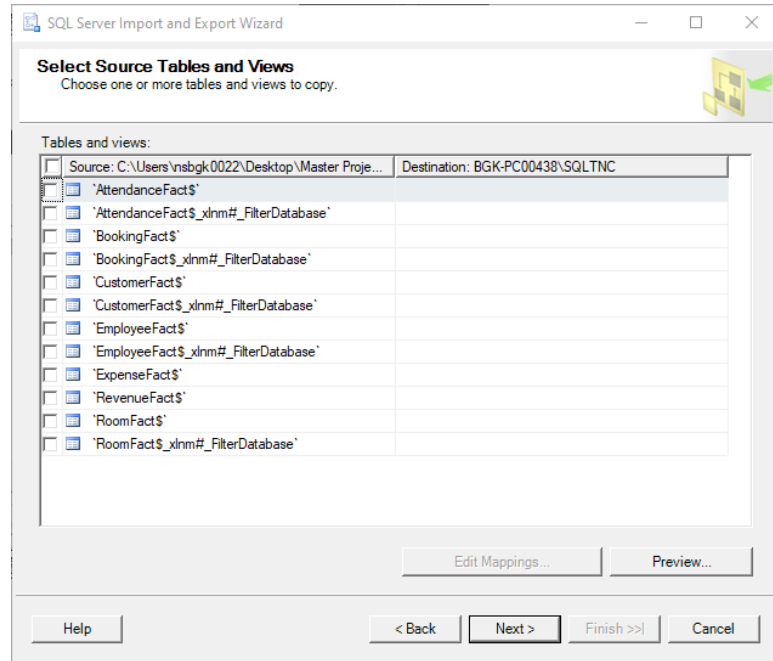 SQL Server Import and Export Wizard
Select Source Tables and Views
Choose one or more tables and views to copy.
Tables and views:
Source: C:\Users\nsbgk0022\Desktop\Master Proje... Destination: BGK-PC00438\SQLTNC
`AttendanceFact$`
`AttendanceFact$_xlnm#_FilterDatabase`
`BookingFact$`
`BookingFact$_xlnm#_FilterDatabase`
`CustomerFact$`
`CustomerFact$_xlnm#_FilterDatabase`
`EmployeeFact$`
`EmployeeFact$_xlnm#_FilterDatabase`
`ExpenseFact$`
`RevenueFact$`
`RoomFact$`
`RoomFact$_xlnm#_FilterDatabase`
Edit Mappings... Preview...
Help < Back Next > Finish >>| Cancel